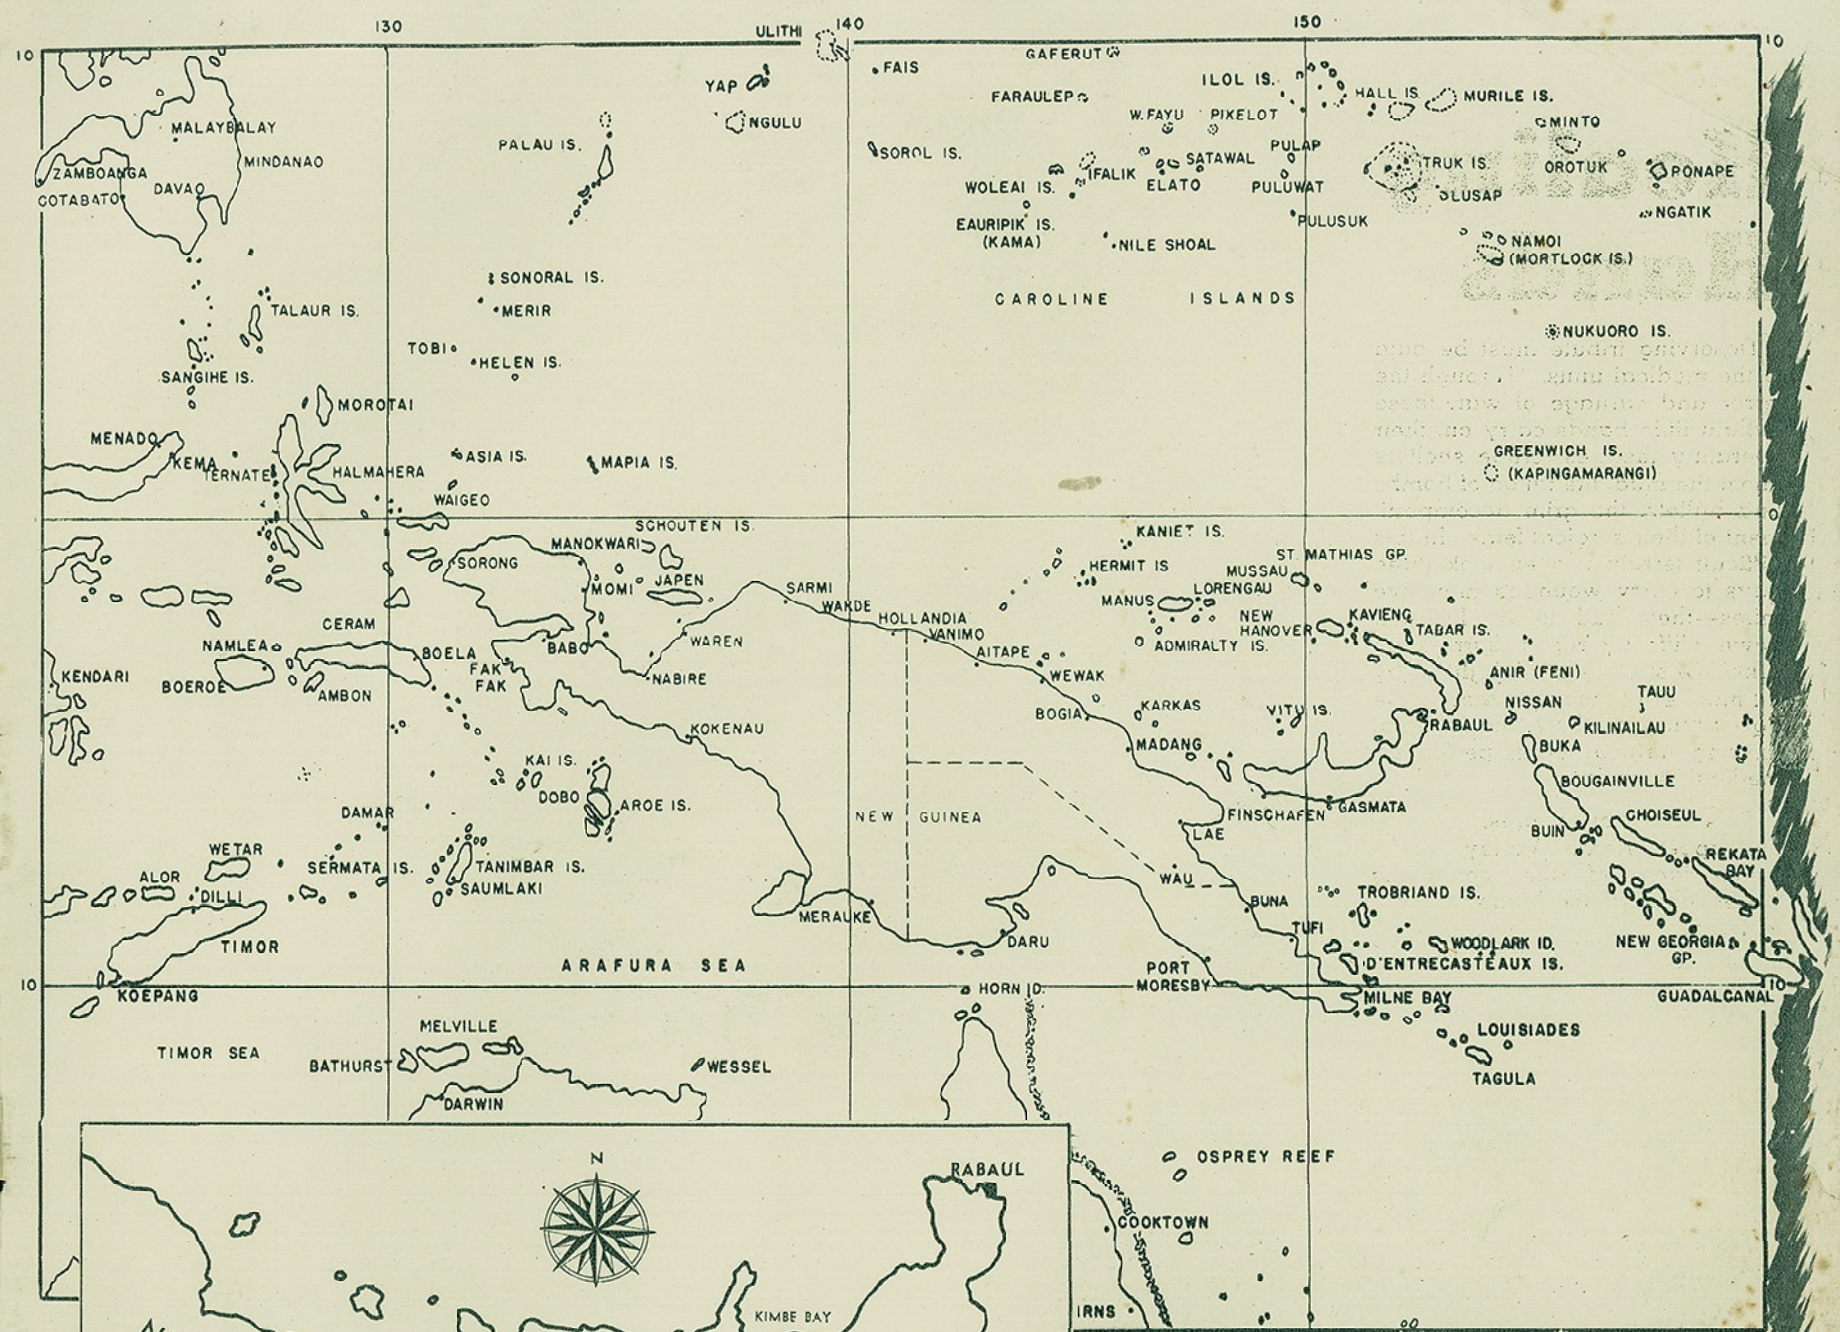 130
140
150
10
10
ULITHI
GAFERUT
FAIS
YAP
ILOL IS.
FARAULEP
HALL IS
MURILE IS.
W.FAYU
PIKELOT
NGULU
MINTO
MALAYBALAY
PALAU IS.
SOROL IS.
PULAP
SATAWAL
TRUK IS.
MINDANAO
ZAMBOANGA
IFALIK
OROTUK
PONAPE
DAVAO
WOLEAI IS.
ELATO
PULUWAT
COTABATO
LUSAP
NGATIK
EAURIPIK IS.
(KAMA)
PULUSUK
NILE SHOAL
NAMOI
(MORTLOCK IS.)
SONORAL IS.
CAROLINE ISLANDS
MERIR
TALAUR IS.
NUKUORO IS.
TOBI
HELEN IS.
SANGIHE IS.
MOROTAI
MENADO
KEMA
TERNATE
HALMAHERA
ASIA IS.
MAPIA IS.
GREENWICH IS.
(KAPINGAMARANGI)
WAIGEO
0
SCHOUTEN IS.
KANIET IS.
MANOKWARI
SORONG
HERMIT IS
ST. MATHIAS GP.
MUSSAU
MOMI
JAPEN
SARMI
WAKDE
MANUS
LORENGAU
CERAM
HOLLANDIA
VANIMO
NEW
HANOVER
KAVIENG
TABAR IS.
NAMLEA
BABO
WAREN
ADMIRALTY IS.
BOELA
FAK
FAK
AITAPE
KENDARI
BOEROE
AMBON
NABIRE
WEWAK
ANIR (FENI)
BOGIA
KARKAS
VITU IS.
NISSAN
TAUU
KOKENAU
RABAUL
KILINAILAU
MADANG
BUKA
KAI IS.
DOBO
AROE IS.
BOUGAINVILLE
DAMAR
NEW GUINEA
FINSCHAFEN
GASMATA
CHOISEUL
LAE
BUIN
WETAR
SERMATA IS.
TANIMBAR IS.
REKATA
BAY
ALOR
SAUMLAKI
WAU
DILLI
BUNA
TROBRIAND IS.
MERAUKE
TIMOR
DARU
TUFI
WOODLARK ID.
NEW GEORGIA
GP.
ARAFURA SEA
D'ENTRECASTEAUX IS.
PORT
MORESBY
10
10
KOEPANG
HORN ID.
MILNE BAY
GUADALCANAL
MELVILLE
LOUISIADES
TIMOR SEA
BATHURST
WESSEL
TAGULA
DARWIN
OSPREY REEF
N
RABAUL
COOKTOWN
KIMBE BAY
IRNS